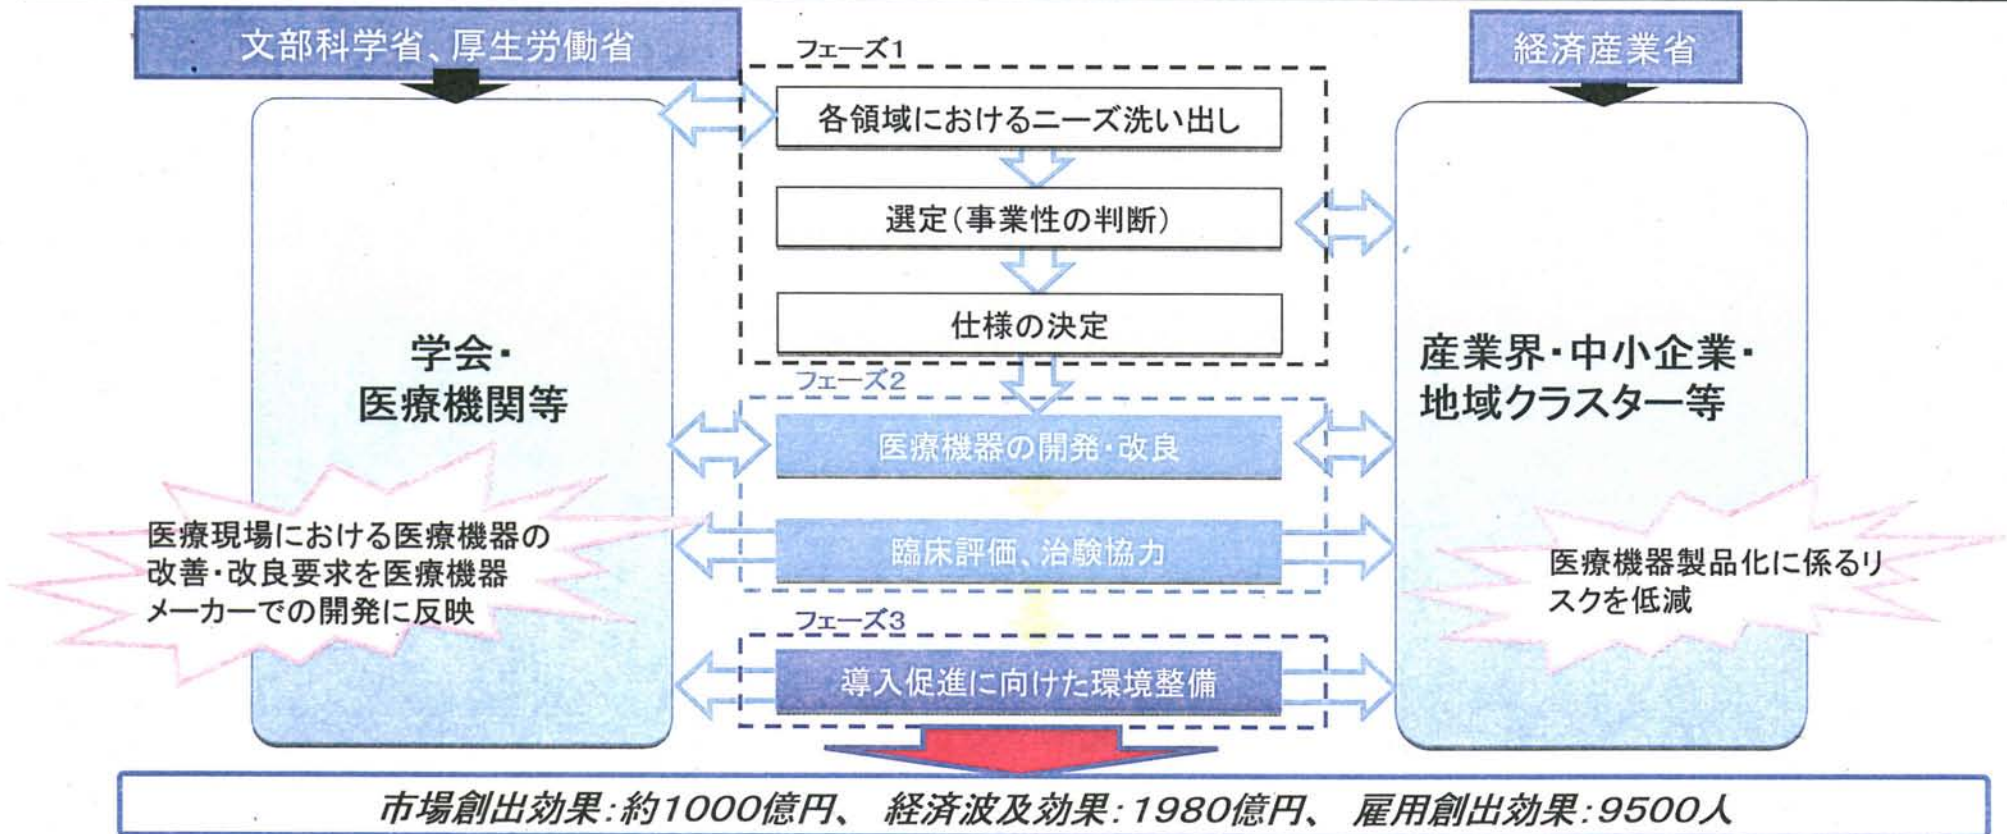 文部科学省、厚生労働省
経済産業省
フェーズ1
各領域におけるニーズ洗い出し
選定(事業性の判断)
仕様の決定
学会・
医療機関等
産業界・中小企業・
地域クラスター等
フェーズ2
医療機器の開発・改良
臨床評価、治験協力
医療現場における医療機器の
改善・改良要求を医療機器
メーカーでの開発に反映
医療機器製品化に係るリ
スクを低減
フェーズ3
導入促進に向けた環境整備
市場創出効果:約1000億円、 経済波及効果:1980億円、 雇用創出効果:9500人